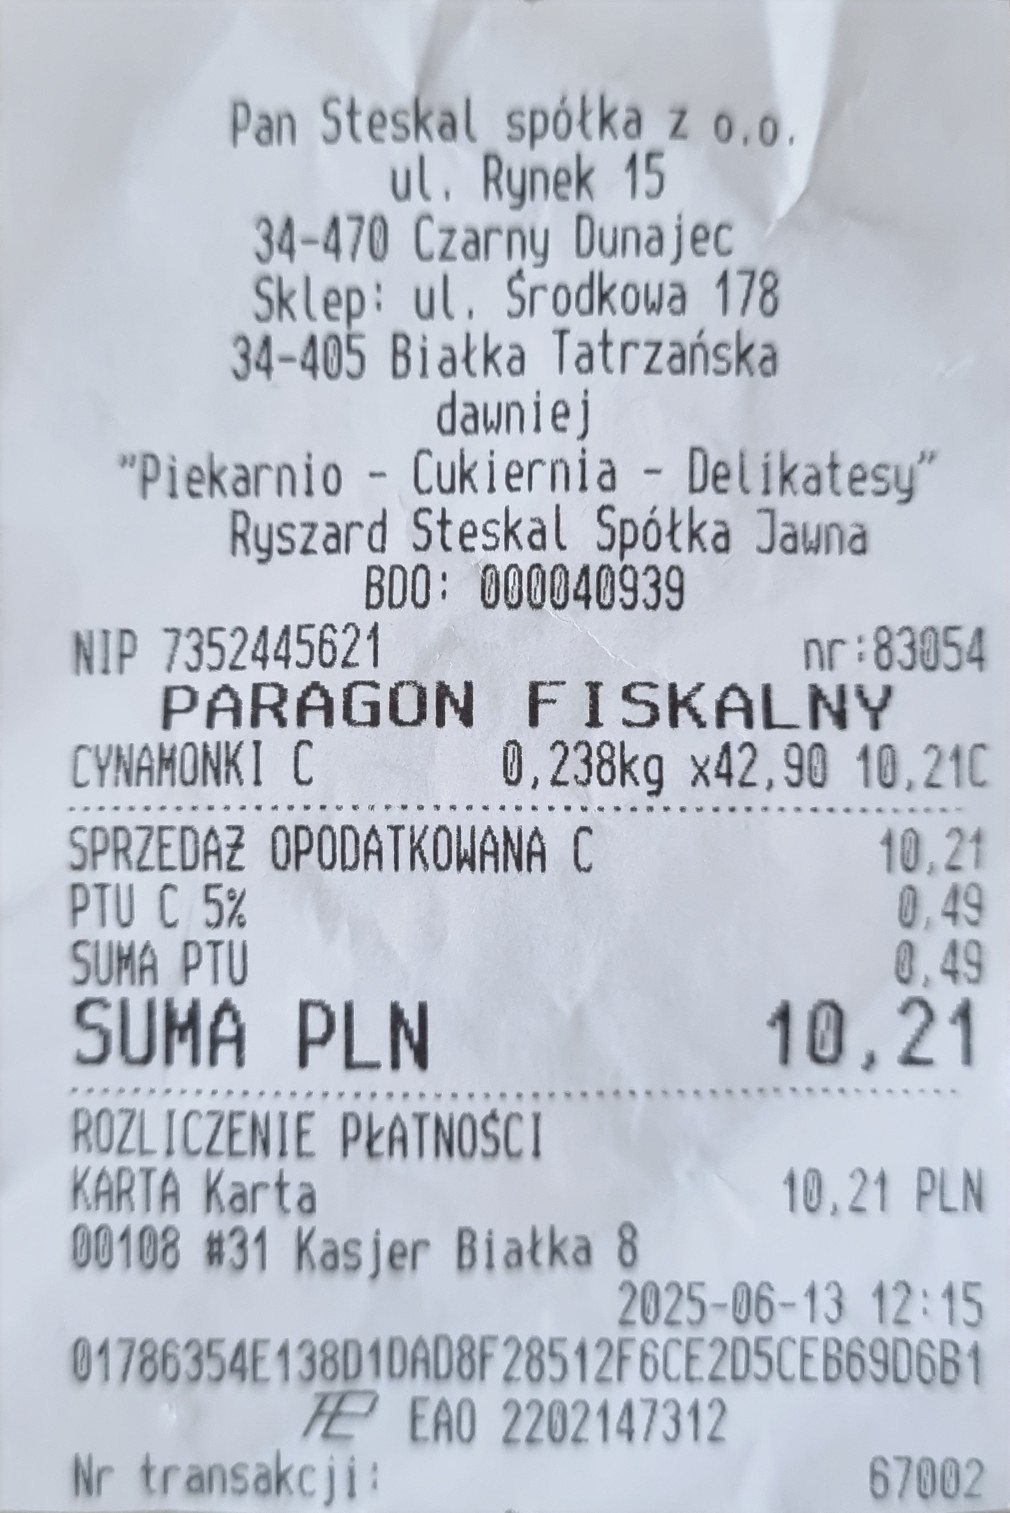 Pan Steskal spółka z o.o.
ul. Rynek 15
34-470 Czarny Dunajec
Sklep: ul. Środkowa 178
34-405 Białka Tatrzańska
dawniej
"Piekarnio - Cukiernia - Delikatesy"
Ryszard Steskal Spółka Jawna
BDO: 000040939
NIP 7352445621 nr:83054
PARAGON FISKALNY
CYNAMONKI C 0,238kg x42,90 10,21C
SPRZEDAŻ OPODATKOWANA C 10,21
PTU C 5% 0,49
SUMA PTU 0,49
SUMA PLN 10,21
ROZLICZENIE PŁATNOŚCI
KARTA Karta 10,21 PLN
00108 #31 Kasjer Białka 8
2025-06-13 12:15
01786354E138D1DAD8F28512F6CE2D5CEB69D6B1
EAO 2202147312
Nr transakcji: 67002